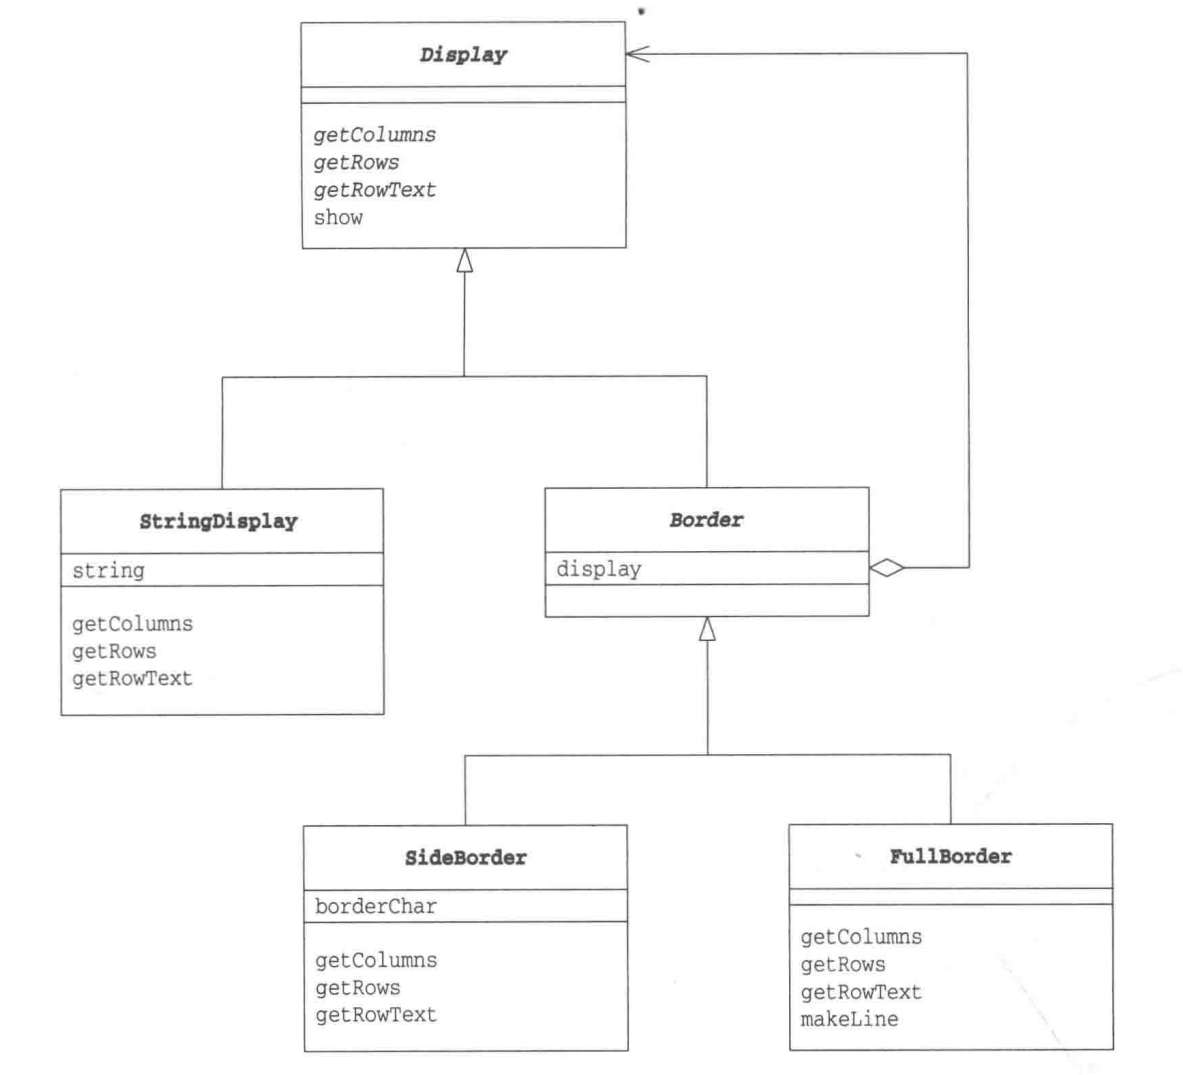 Display
getColumns
getRows
getRowText
show
StringDisplay
string
getColumns
getRows
getRowText
Border
display
SideBorder
borderChar
getColumns
getRows
getRowText
FullBorder
getColumns
getRows
getRowText
makeLine